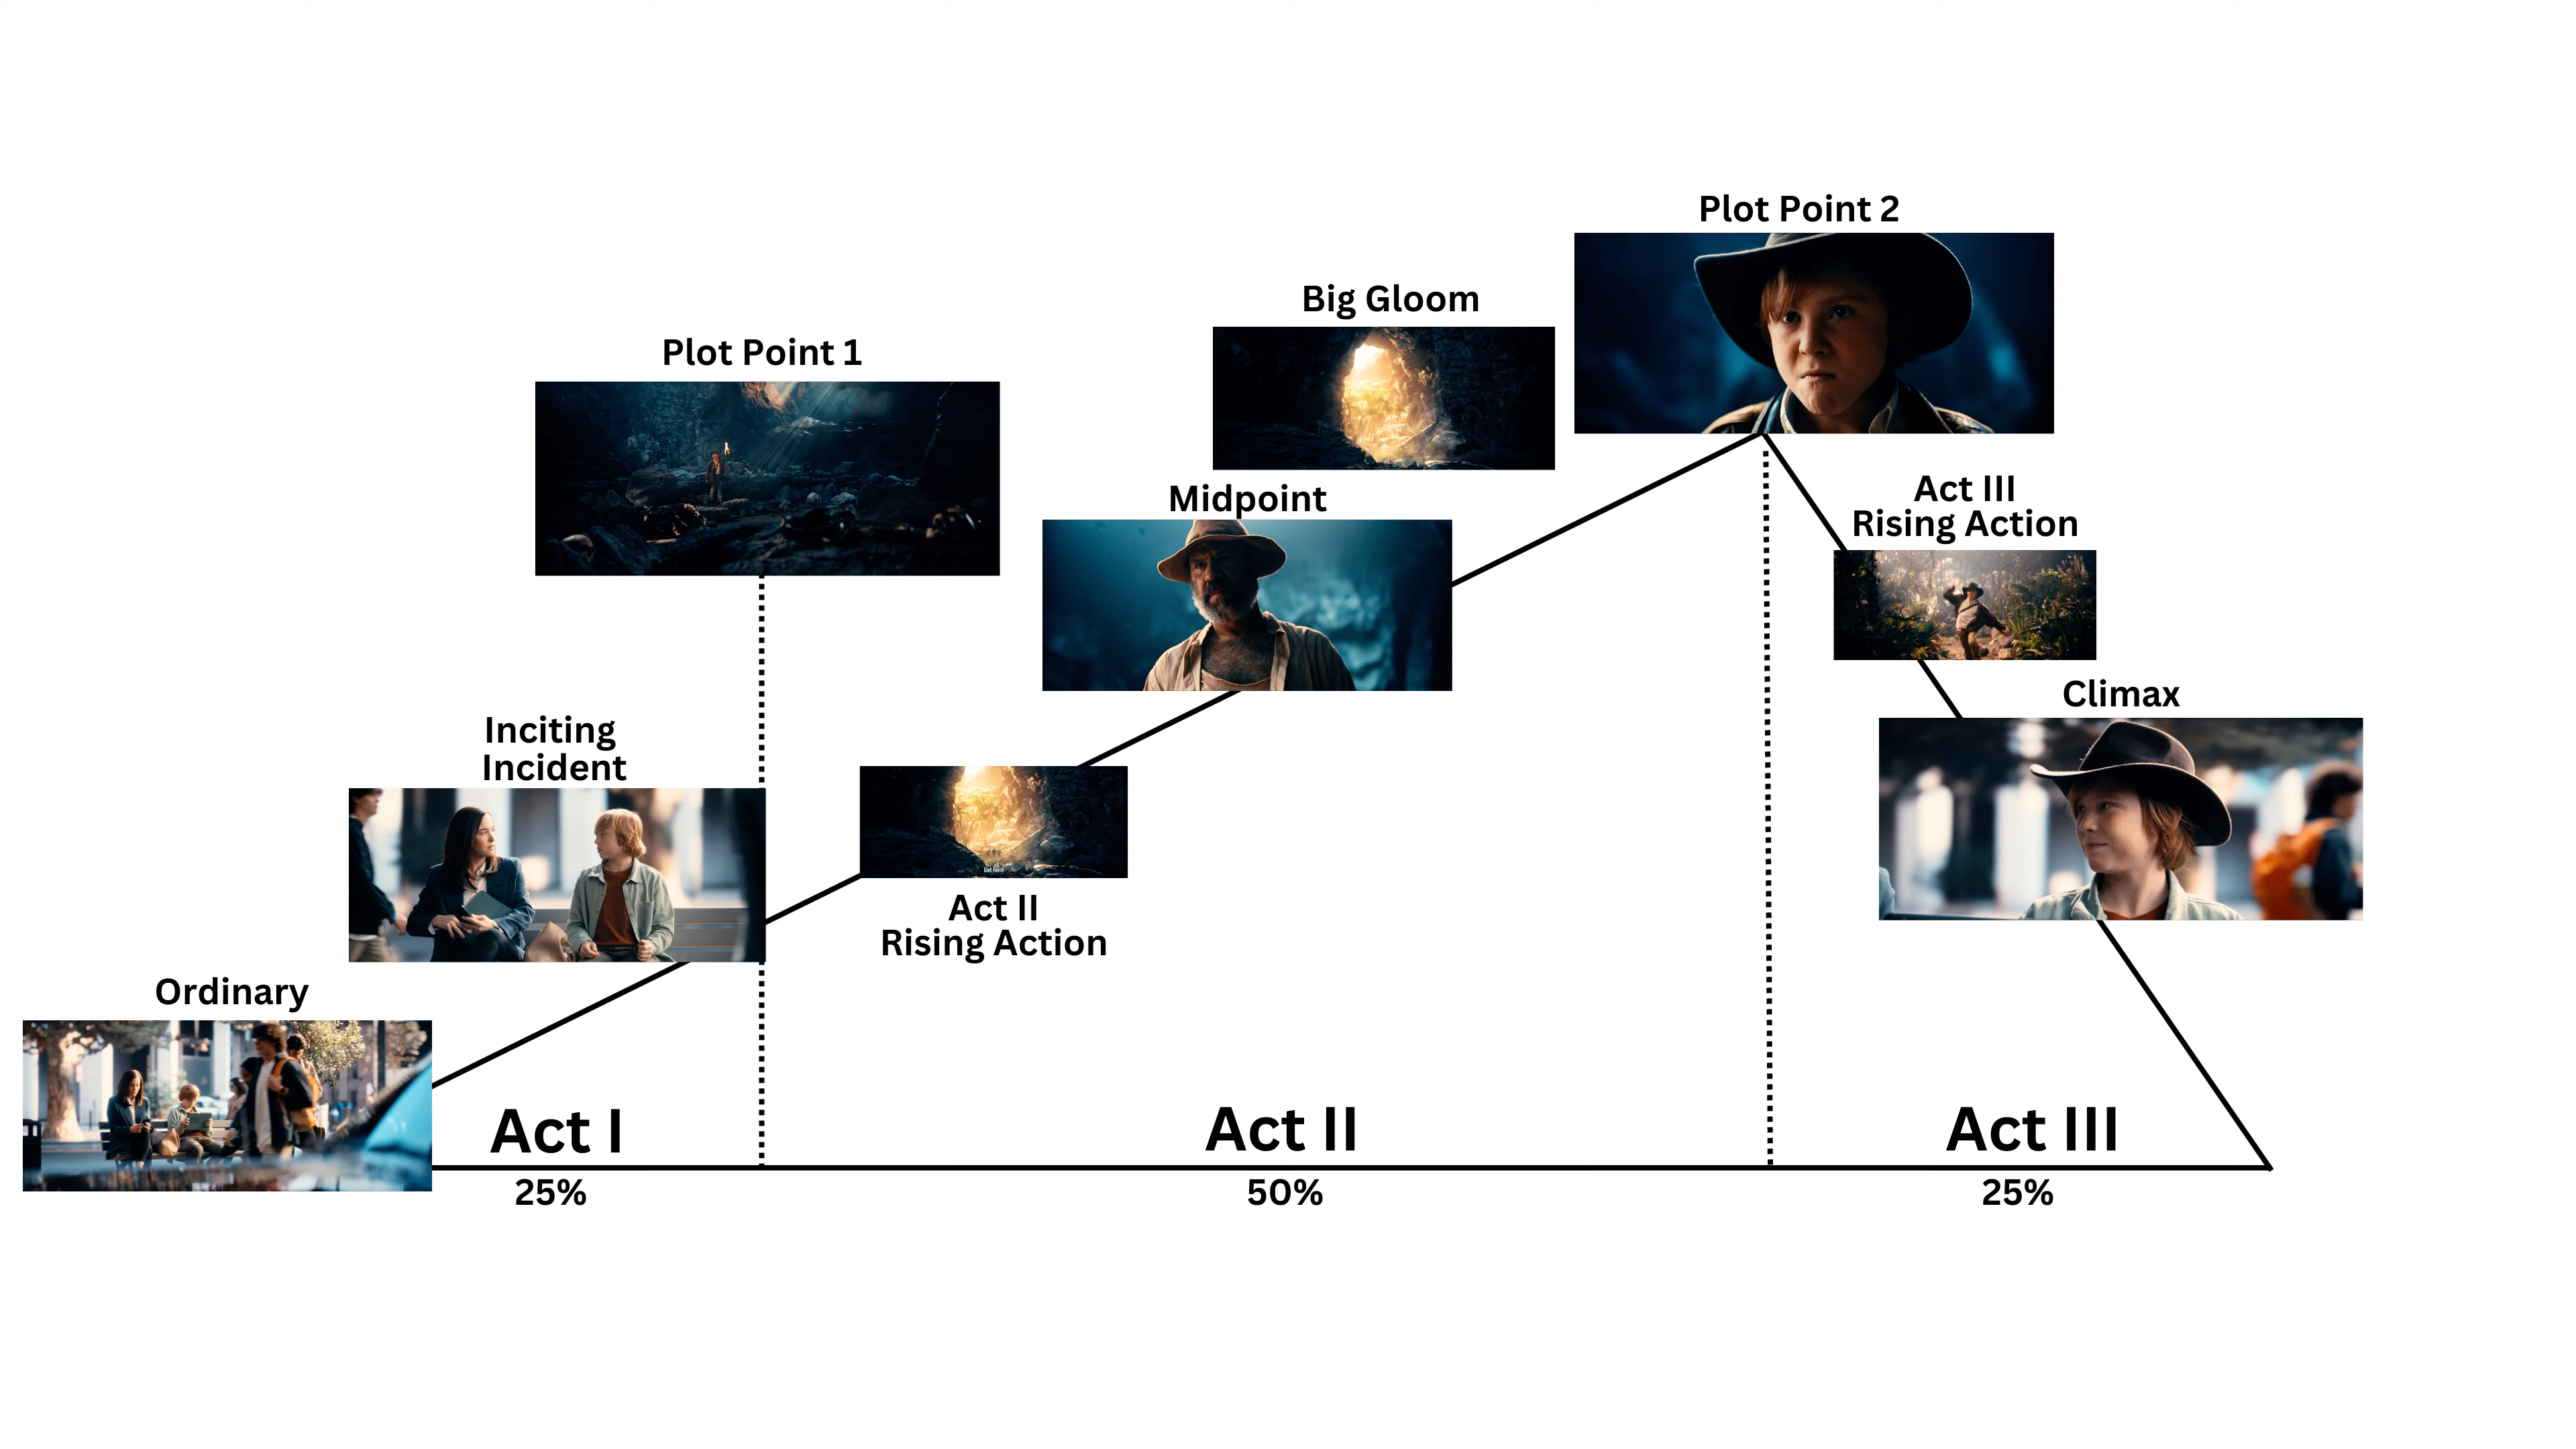 Plot Point 2
Big Gloom
Plot Point 1
Act III
Rising Action
Midpoint
Climax
Inciting
Incident
Act II
Rising Action
Ordinary
Act I
Act II
Act III
25%
50%
25%